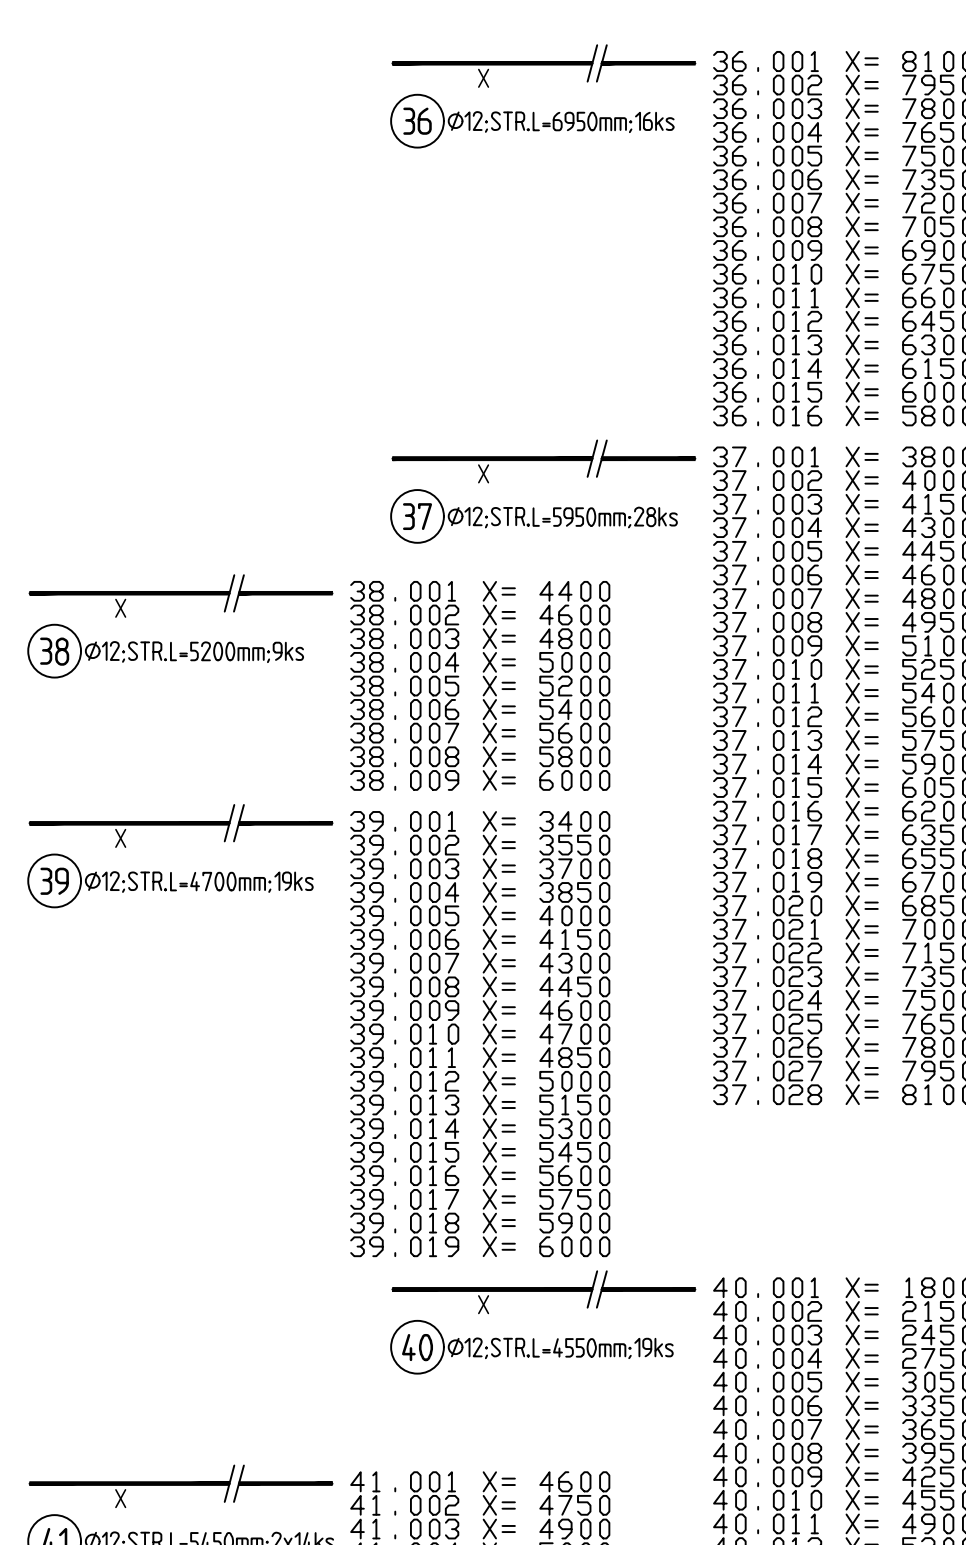 X
36 Ø12;STR.L=6950mm;16ks
36.001 X= 8100
36.002 X= 7950
36.003 X= 7800
36.004 X= 7650
36.005 X= 7500
36.006 X= 7350
36.007 X= 7200
36.008 X= 7050
36.009 X= 6900
36.010 X= 6750
36.011 X= 6600
36.012 X= 6450
36.013 X= 6300
36.014 X= 6150
36.015 X= 6000
36.016 X= 5800
X
37 Ø12;STR.L=5950mm;28ks
37.001 X= 3800
37.002 X= 4000
37.003 X= 4150
37.004 X= 4300
37.005 X= 4450
37.006 X= 4600
37.007 X= 4800
37.008 X= 4950
37.009 X= 5100
37.010 X= 5250
37.011 X= 5400
37.012 X= 5600
37.013 X= 5750
37.014 X= 5900
37.015 X= 6050
37.016 X= 6200
37.017 X= 6350
37.018 X= 6550
37.019 X= 6700
37.020 X= 6850
37.021 X= 7000
37.022 X= 7150
37.023 X= 7350
37.024 X= 7500
37.025 X= 7650
37.026 X= 7800
37.027 X= 7950
37.028 X= 8100
X
38 Ø12;STR.L=5200mm;9ks
38.001 X= 4400
38.002 X= 4600
38.003 X= 4800
38.004 X= 5000
38.005 X= 5200
38.006 X= 5400
38.007 X= 5600
38.008 X= 5800
38.009 X= 6000
X
39 Ø12;STR.L=4700mm;19ks
39.001 X= 3400
39.002 X= 3550
39.003 X= 3700
39.004 X= 3850
39.005 X= 4000
39.006 X= 4150
39.007 X= 4300
39.008 X= 4450
39.009 X= 4600
39.010 X= 4700
39.011 X= 4850
39.012 X= 5000
39.013 X= 5150
39.014 X= 5300
39.015 X= 5450
39.016 X= 5600
39.017 X= 5750
39.018 X= 5900
39.019 X= 6000
X
40 Ø12;STR.L=4550mm;19ks
40.001 X= 1800
40.002 X= 2150
40.003 X= 2450
40.004 X= 2750
40.005 X= 3050
40.006 X= 3350
40.007 X= 3650
40.008 X= 3950
40.009 X= 4250
40.010 X= 4550
40.011 X= 4900
X
41 Ø12;STR.L=5450mm;2x14ks
41.001 X= 4600
41.002 X= 4750
41.003 X= 4900